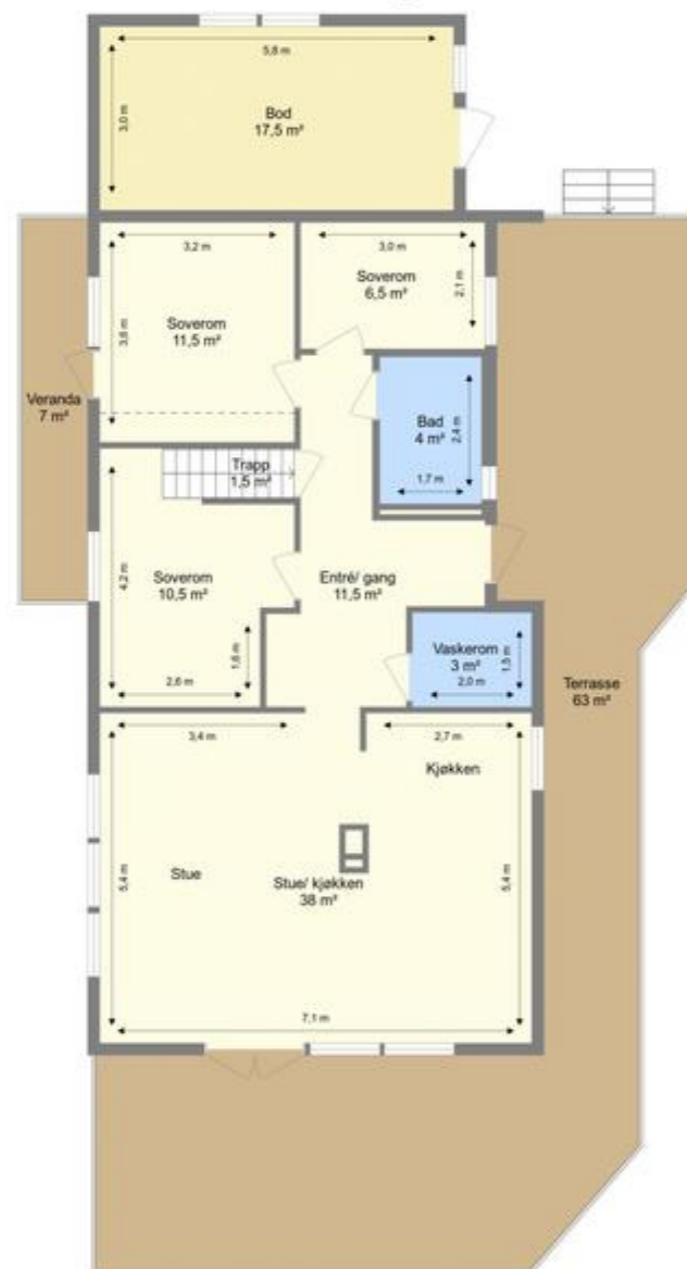 5,8 m
3,0 m
Bod
17,5 m²
3,2 m
3,6 m
Soverom
11,5 m²
3,0 m
Soverom
6,5 m²
2,1 m
Veranda
7 m²
Bad
4 m²
2,4 m
1,7 m
Trapp
1,5 m²
4,2 m
Soverom
10,5 m²
1,6 m
2,6 m
Entré/ gang
11,5 m²
Vaskerom
3 m²
1,5 m
2,0 m
Terrasse
63 m²
3,4 m
2,7 m
Kjøkken
5,4 m
Stue
Stue/ kjøkken
38 m²
5,4 m
7,1 m